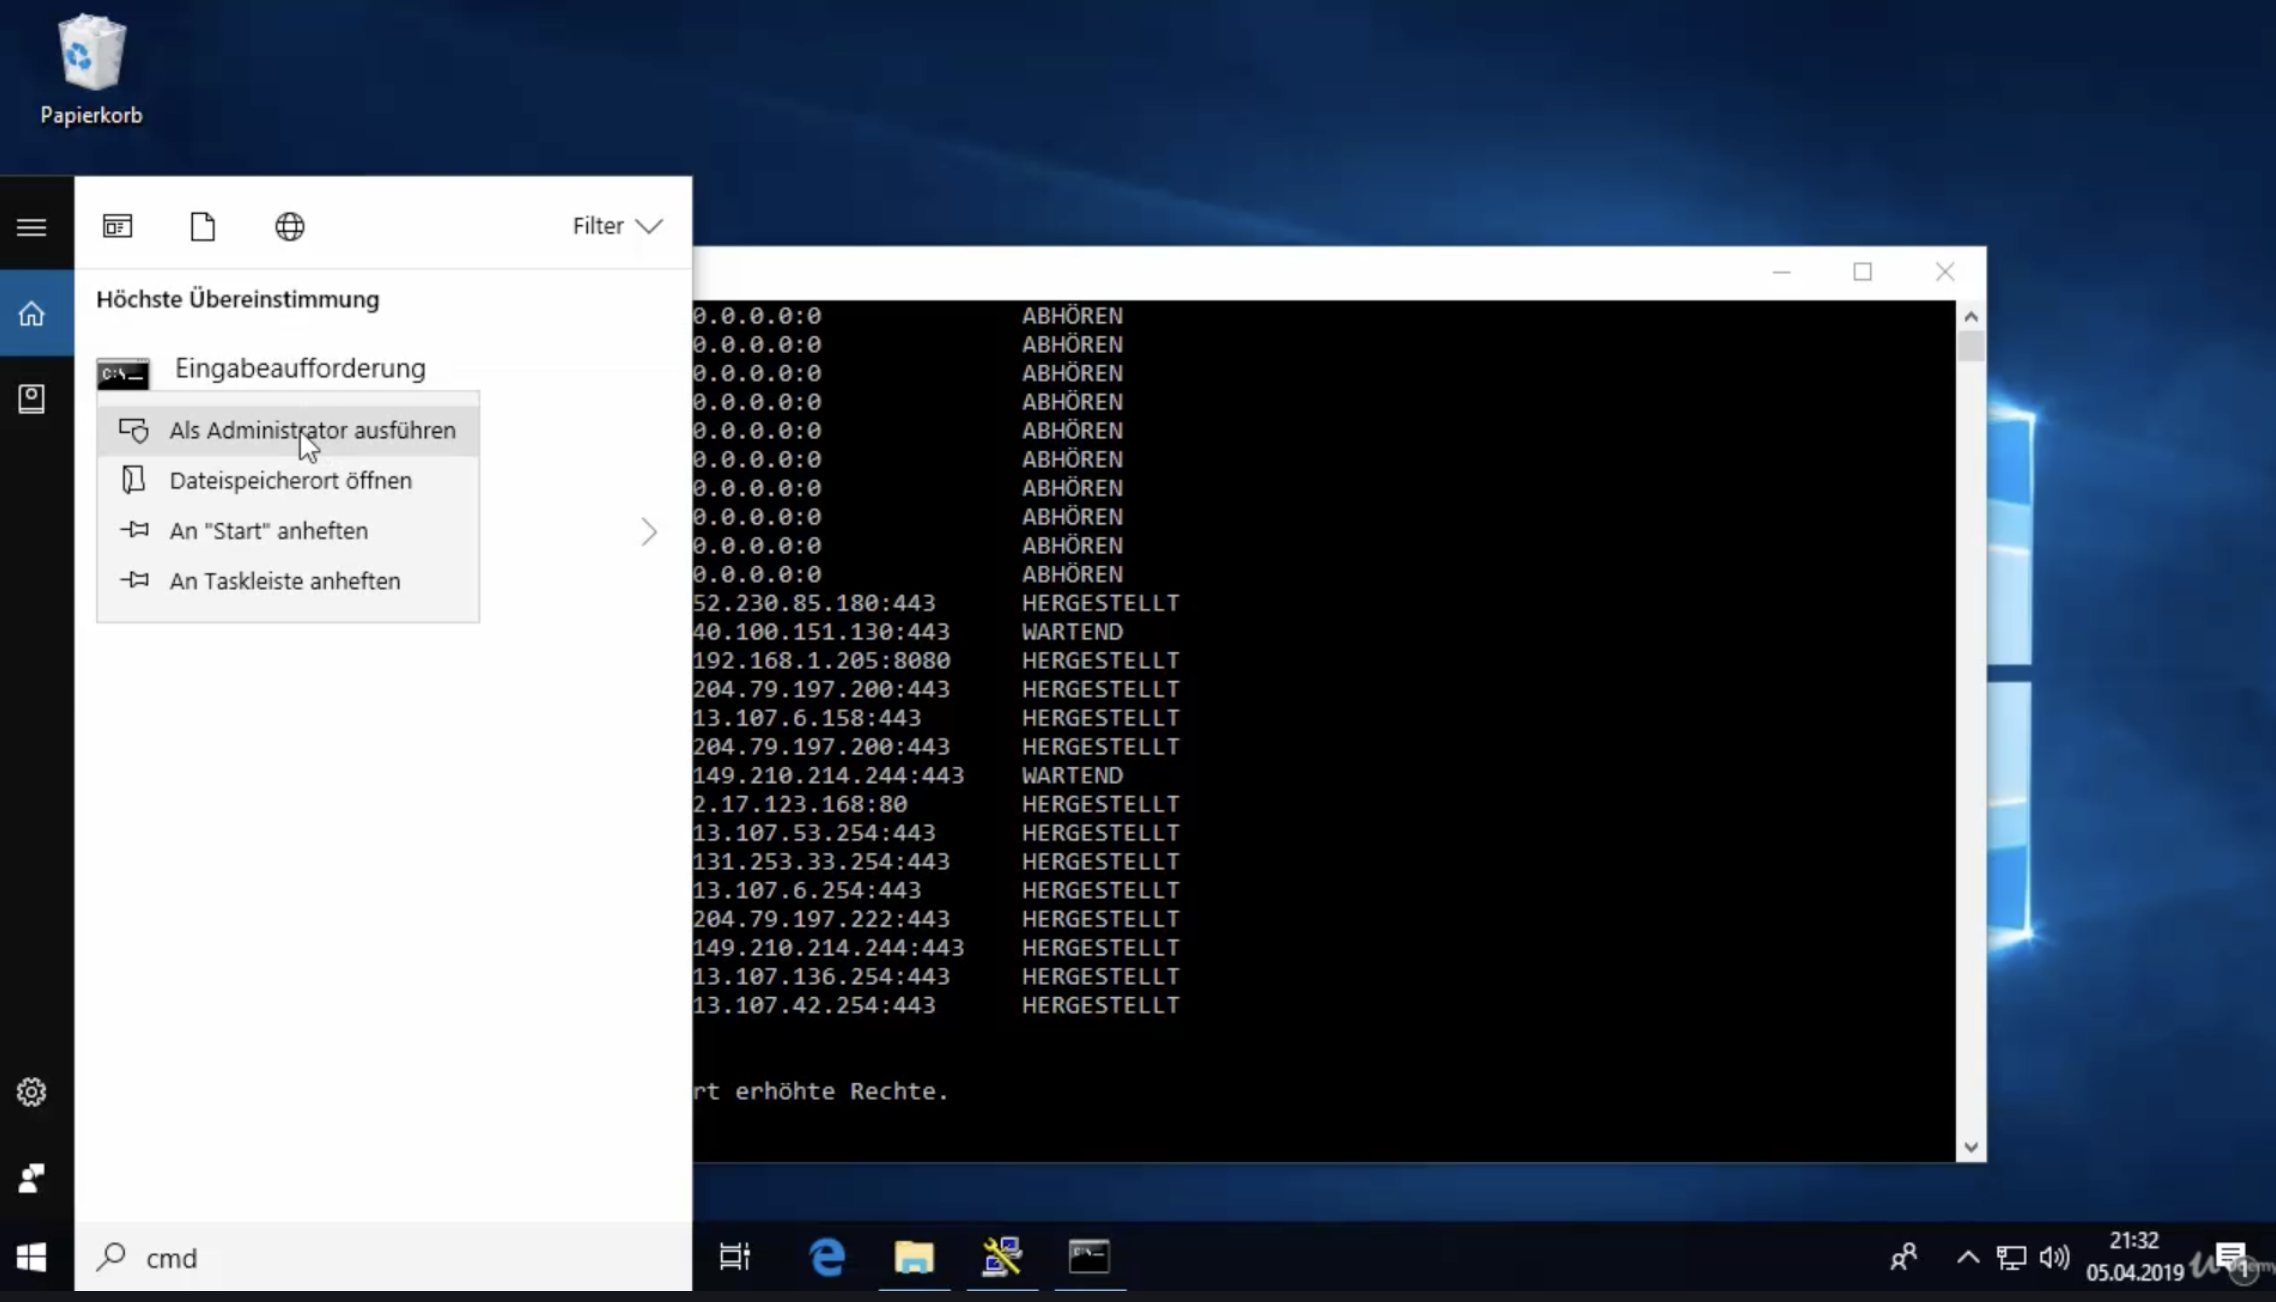 Papierkorb
Filter
Höchste Übereinstimmung
C:\_ Eingabeaufforderung
Als Administrator ausführen
Dateispeicherort öffnen
An "Start" anheften
An Taskleiste anheften
0.0.0.0:0 ABHÖREN
0.0.0.0:0 ABHÖREN
0.0.0.0:0 ABHÖREN
0.0.0.0:0 ABHÖREN
0.0.0.0:0 ABHÖREN
0.0.0.0:0 ABHÖREN
0.0.0.0:0 ABHÖREN
0.0.0.0:0 ABHÖREN
0.0.0.0:0 ABHÖREN
0.0.0.0:0 ABHÖREN
52.230.85.180:443 HERGESTELLT
40.100.151.130:443 WARTEND
192.168.1.205:8080 HERGESTELLT
204.79.197.200:443 HERGESTELLT
13.107.6.158:443 HERGESTELLT
204.79.197.200:443 HERGESTELLT
149.210.214.244:443 WARTEND
2.17.123.168:80 HERGESTELLT
13.107.53.254:443 HERGESTELLT
131.253.33.254:443 HERGESTELLT
13.107.6.254:443 HERGESTELLT
204.79.197.222:443 HERGESTELLT
149.210.214.244:443 HERGESTELLT
13.107.136.254:443 HERGESTELLT
13.107.42.254:443 HERGESTELLT
rt erhöhte Rechte.
cmd
21:32
05.04.2019
1